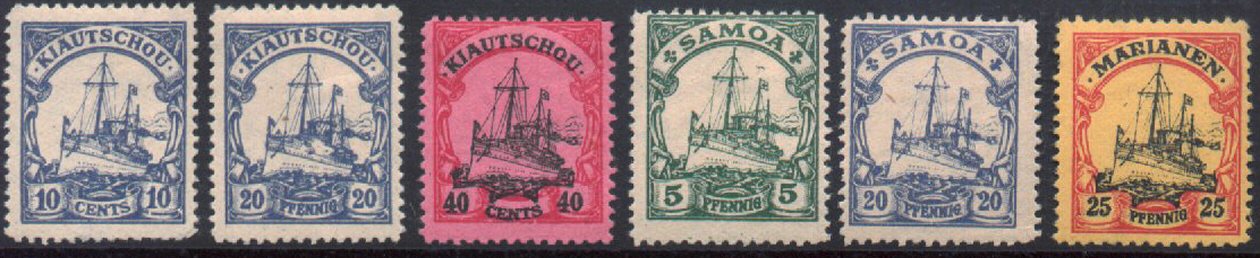 KIAUTSCHOU
10 CENTS 10
KIAUTSCHOU
20 PFENNIG 20
KIAUTSCHOU
40 CENTS 40
SAMOA
5 PFENNIG 5
SAMOA
20 PFENNIG 20
MARIANEN
25 PFENNIG 25